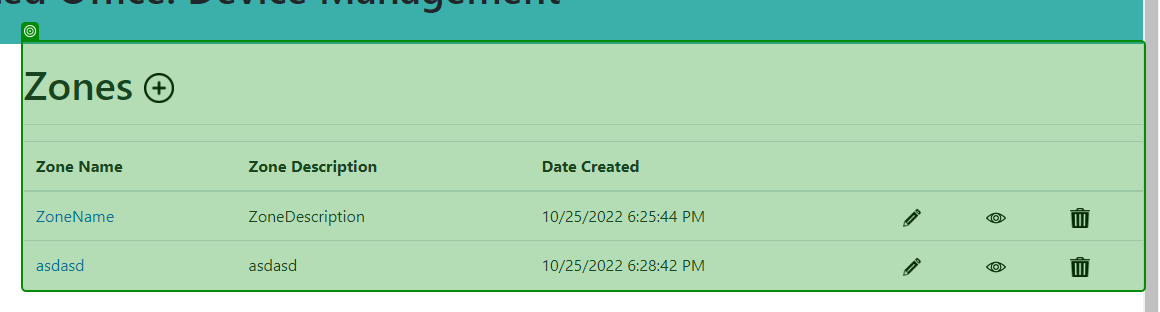 Office: Device Management
Zones
Zone Name Zone Description Date Created
ZoneName ZoneDescription 10/25/2022 6:25:44 PM
asdasd asdasd 10/25/2022 6:28:42 PM